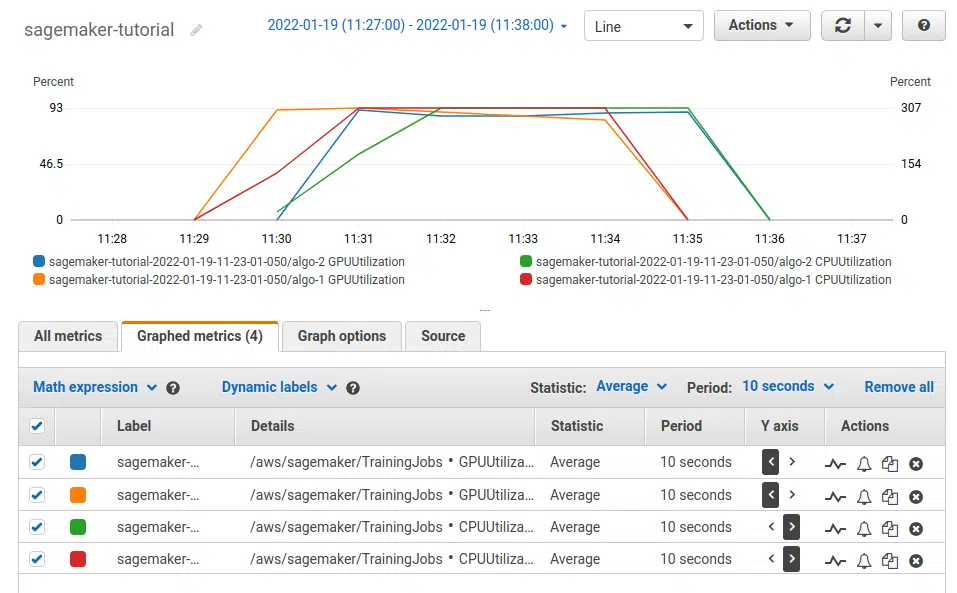 sagemaker-tutorial 2022-01-19 (11:27:00) - 2022-01-19 (11:38:00) Line Actions ?
Percent Percent
93 307
46.5 154
0 0
11:28 11:29 11:30 11:31 11:32 11:33 11:34 11:35 11:36 11:37
sagemaker-tutorial-2022-01-19-11-23-01-050/algo-2 GPUUtilization sagemaker-tutorial-2022-01-19-11-23-01-050/algo-2 CPUUtilization
sagemaker-tutorial-2022-01-19-11-23-01-050/algo-1 GPUUtilization sagemaker-tutorial-2022-01-19-11-23-01-050/algo-1 CPUUtilization
All metrics Graphed metrics (4) Graph options Source
Math expression ? Dynamic labels ? Statistic: Average Period: 10 seconds Remove all
Label Details Statistic Period Y axis Actions
sagemaker-... /aws/sagemaker/TrainingJobs • GPUUtiliza... Average 10 seconds < >
sagemaker-... /aws/sagemaker/TrainingJobs • GPUUtiliza... Average 10 seconds < >
sagemaker-... /aws/sagemaker/TrainingJobs • CPUUtiliza... Average 10 seconds < >
sagemaker-... /aws/sagemaker/TrainingJobs • CPUUtiliza... Average 10 seconds < >